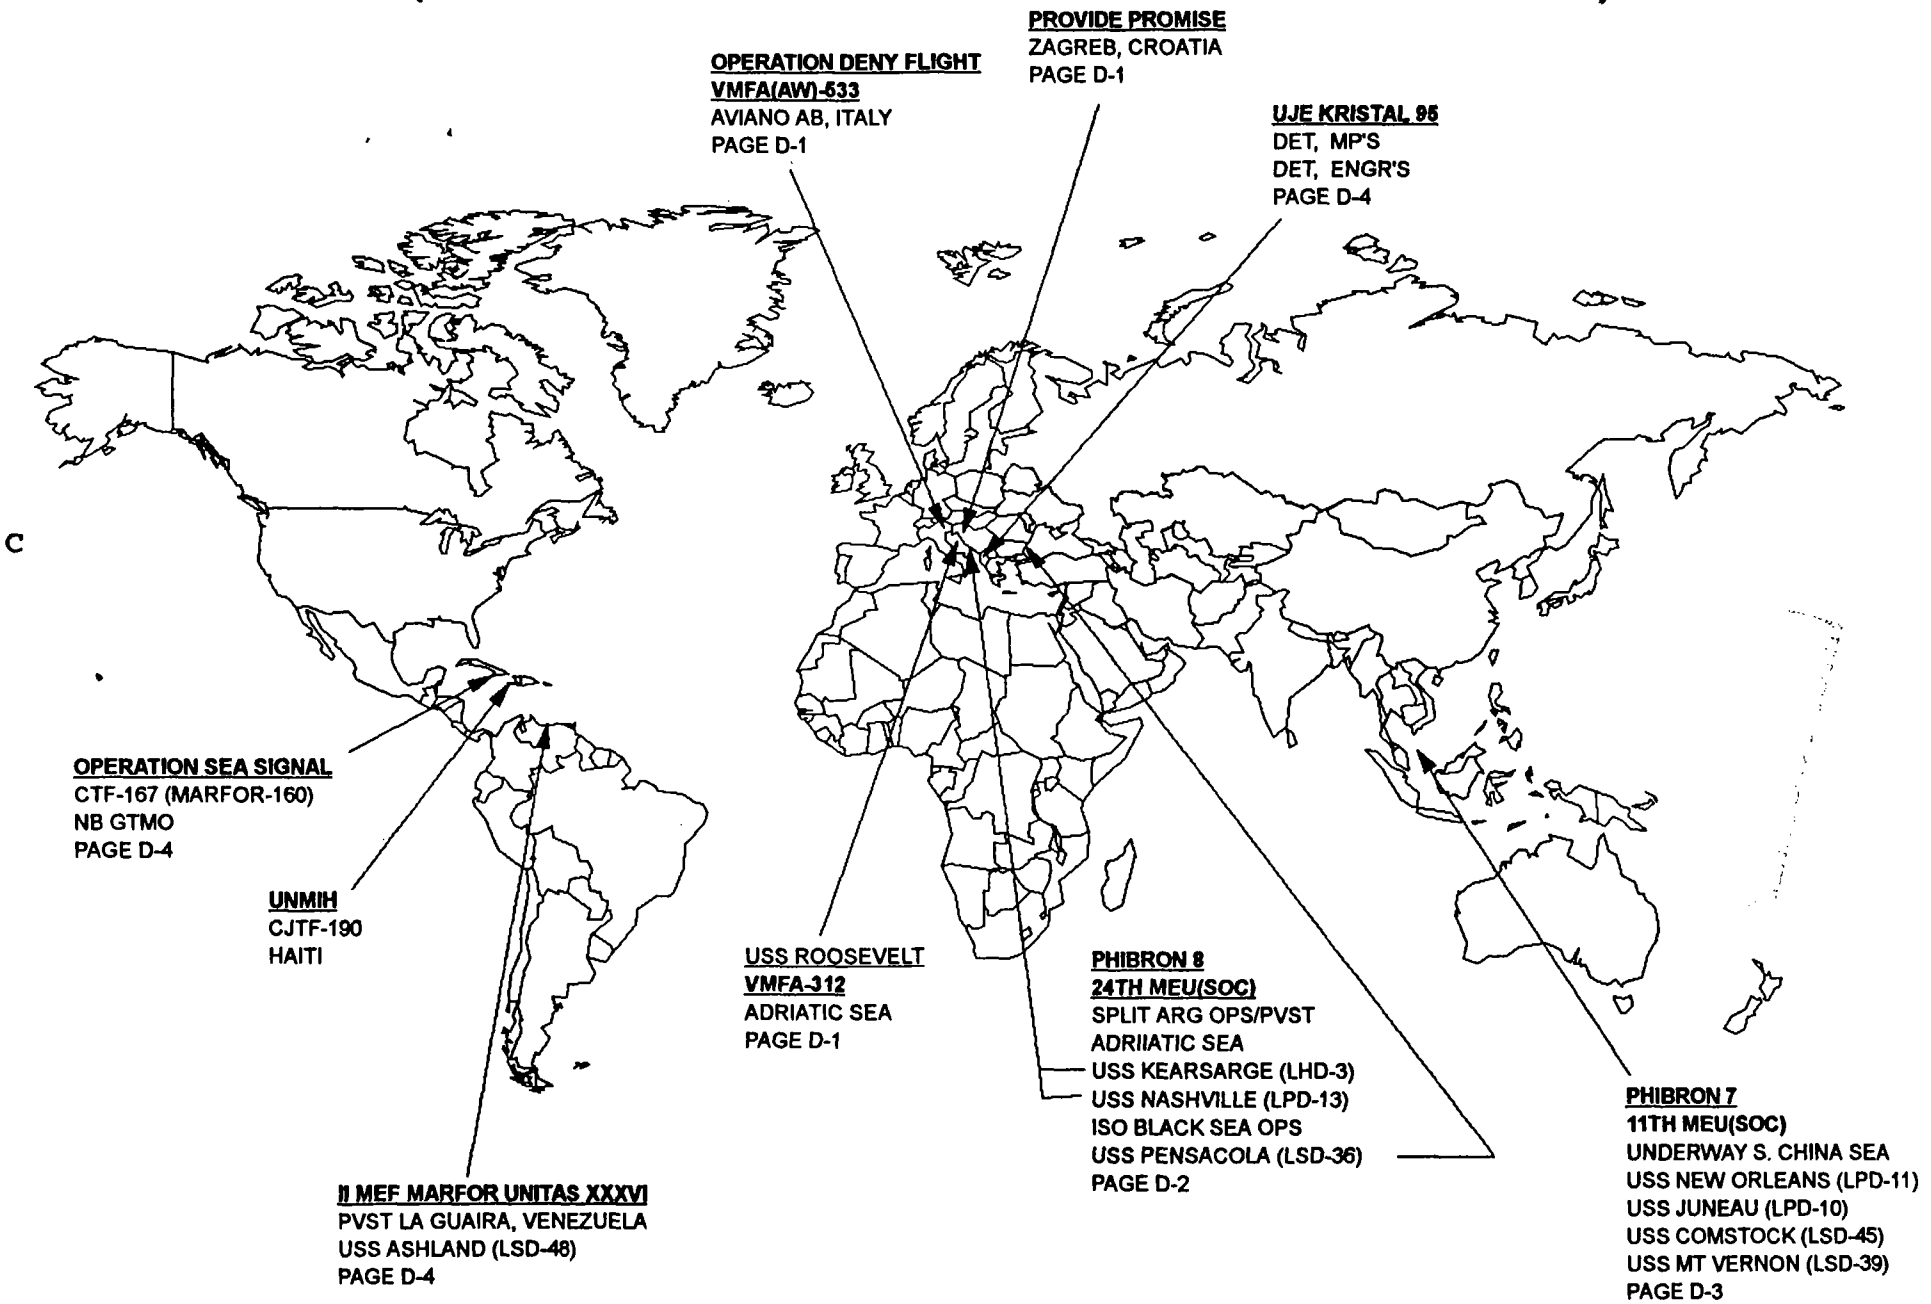 PROVIDE PROMISE
ZAGREB, CROATIA
PAGE D-1
OPERATION DENY FLIGHT
VMFA(AW)-533
AVIANO AB, ITALY
PAGE D-1
UJE KRISTAL 95
DET, MP'S
DET, ENGR'S
PAGE D-4
C
OPERATION SEA SIGNAL
CTF-167 (MARFOR-160)
NB GTMO
PAGE D-4
UNMIH
CJTF-190
HAITI
USS ROOSEVELT
VMFA-312
ADRIATIC SEA
PAGE D-1
PHIBRON 8
24TH MEU(SOC)
SPLIT ARG OPS/PVST
ADRIIATIC SEA
USS KEARSARGE (LHD-3)
USS NASHVILLE (LPD-13)
ISO BLACK SEA OPS
USS PENSACOLA (LSD-36)
PAGE D-2
PHIBRON 7
11TH MEU(SOC)
UNDERWAY S. CHINA SEA
USS NEW ORLEANS (LPD-11)
USS JUNEAU (LPD-10)
USS COMSTOCK (LSD-45)
USS MT VERNON (LSD-39)
PAGE D-3
II MEF MARFOR UNITAS XXXVI
PVST LA GUAIRA, VENEZUELA
USS ASHLAND (LSD-48)
PAGE D-4